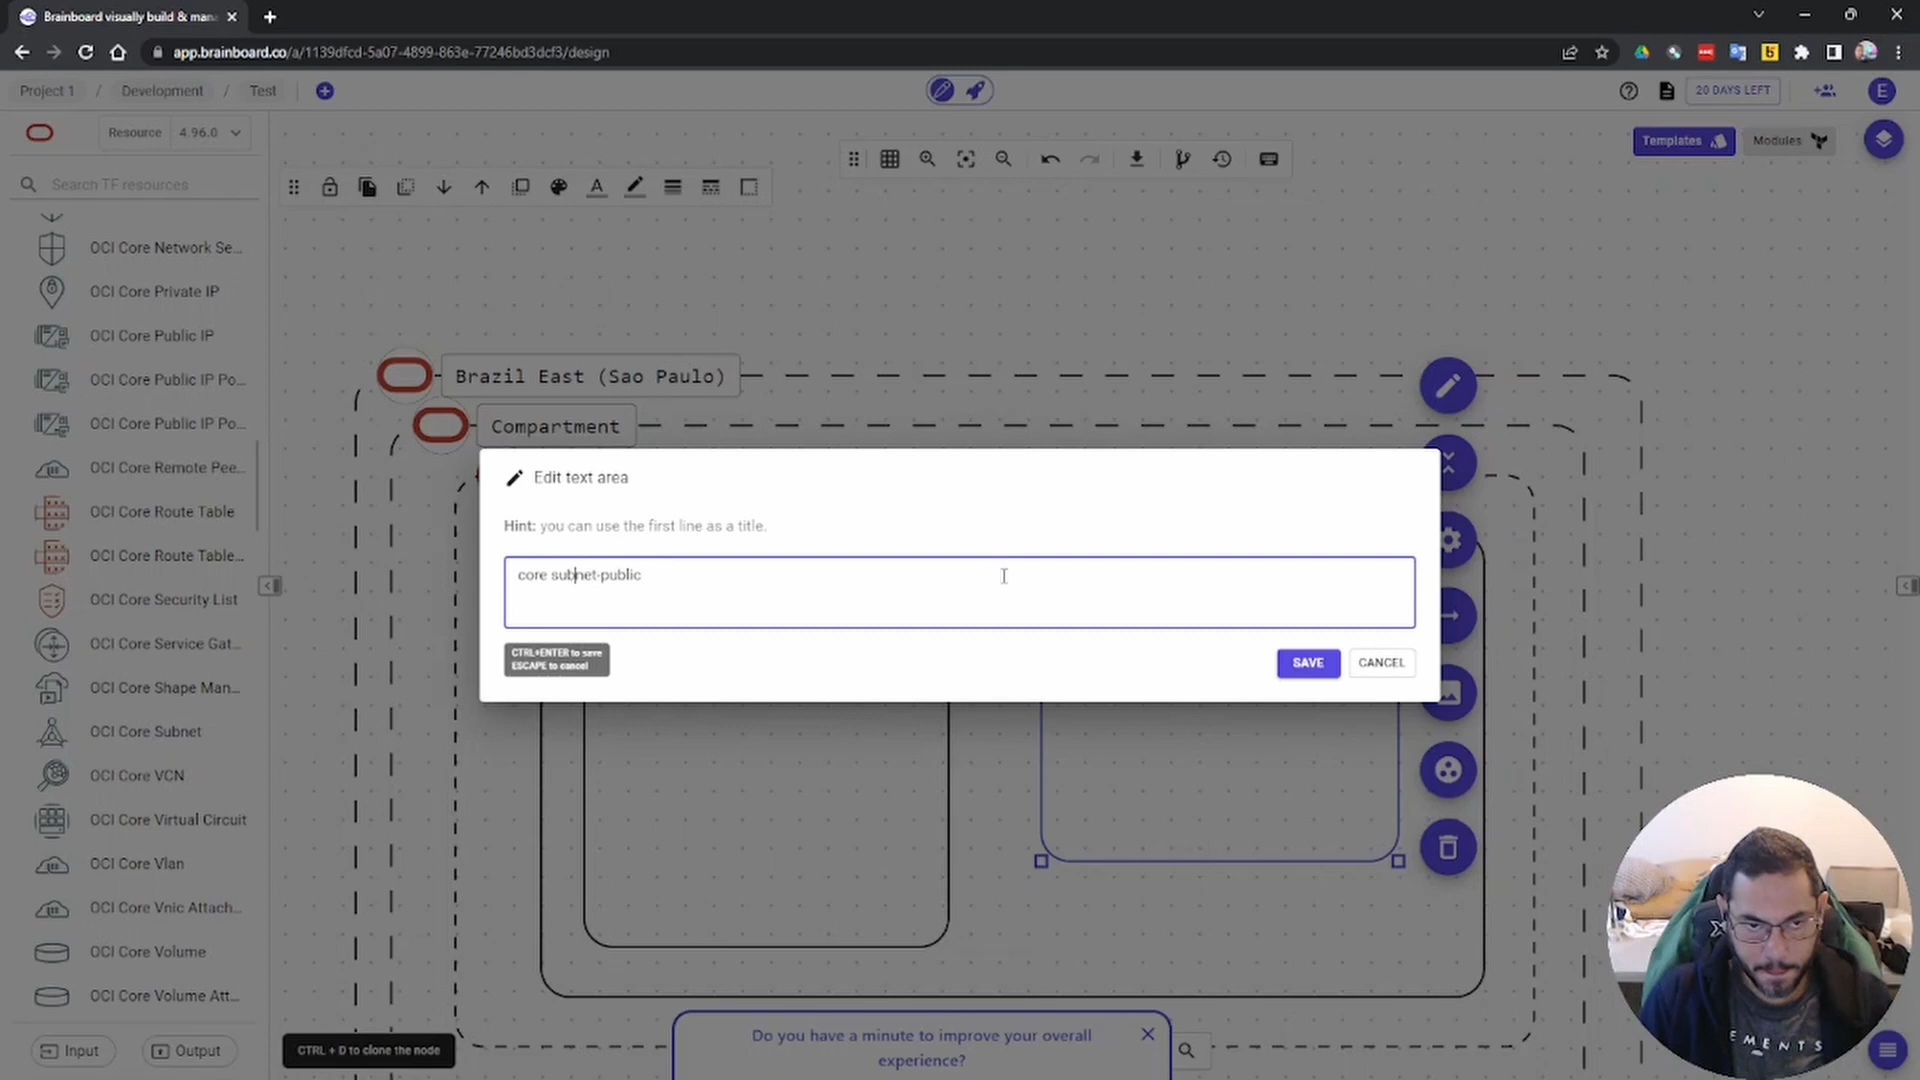 Brainboard visually build & man
app.brainboard.co/a/1139dfcd-5a07-4899-863e-77246bd3dcf3/design
Project 1 / Development / Test
20 DAYS LEFT
E
Resource 4.96.0
Templates
Modules
Search TF resources
OCI Core Network Se...
OCI Core Private IP
OCI Core Public IP
OCI Core Public IP Po...
OCI Core Public IP Po...
OCI Core Remote Pee...
OCI Core Route Table
OCI Core Route Table...
OCI Core Security List
OCI Core Service Gat...
OCI Core Shape Man...
OCI Core Subnet
OCI Core VCN
OCI Core Virtual Circuit
OCI Core Vlan
OCI Core Vnic Attach...
OCI Core Volume
OCI Core Volume Att...
Input
Output
Brazil East (Sao Paulo)
Compartment
Edit text area
Hint: you can use the first line as a title.
core subnet-public
CTRL+ENTER to save
ESCAPE to cancel
SAVE
CANCEL
CTRL + D to clone the node
Do you have a minute to improve your overall
experience?
EMENTS